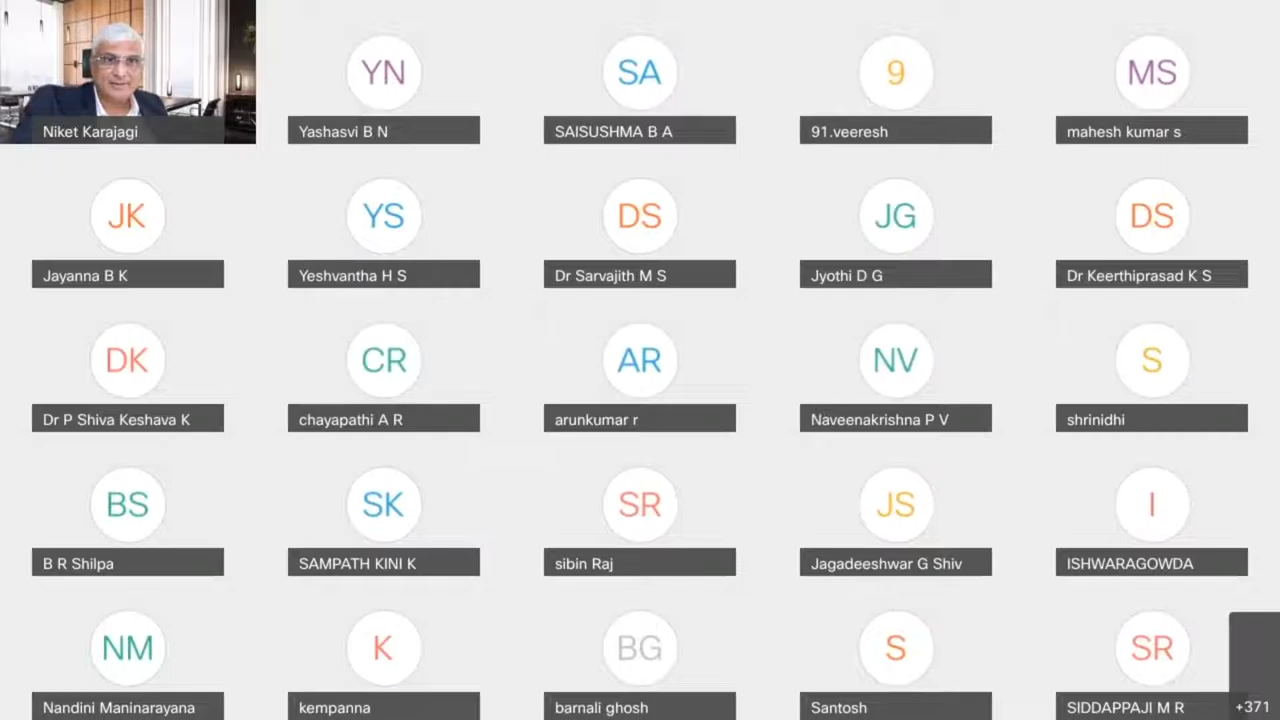 Niket Karajagi
YN
Yashasvi B N
SA
SAISUSHMA B A
9
91.veeresh
MS
mahesh kumar s
JK
Jayanna B K
YS
Yeshvantha H S
DS
Dr Sarvajith M S
JG
Jyothi D G
DS
Dr Keerthiprasad K S
DK
Dr P Shiva Keshava K
CR
chayapathi A R
AR
arunkumar r
NV
Naveenakrishna P V
S
shrinidhi
BS
B R Shilpa
SK
SAMPATH KINI K
SR
sibin Raj
JS
Jagadeeshwar G Shiv
I
ISHWARAGOWDA
NM
Nandini Maninarayana
K
kempanna
BG
barnali ghosh
S
Santosh
SR
SIDDAPPAJI M R
+371